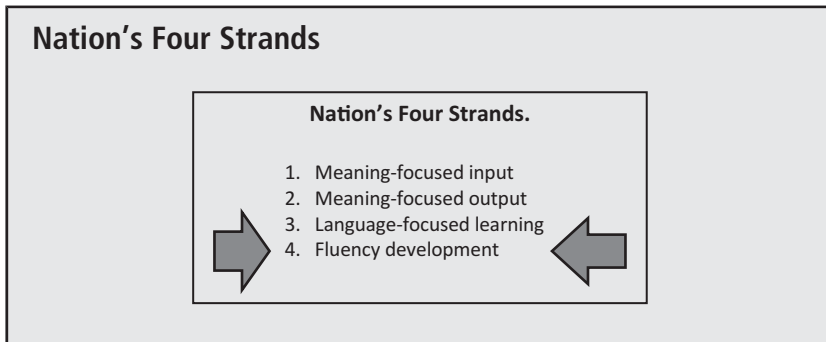 Nation’s Four Strands
Nation’s Four Strands.
1. Meaning-focused input
2. Meaning-focused output
3. Language-focused learning
4. Fluency development